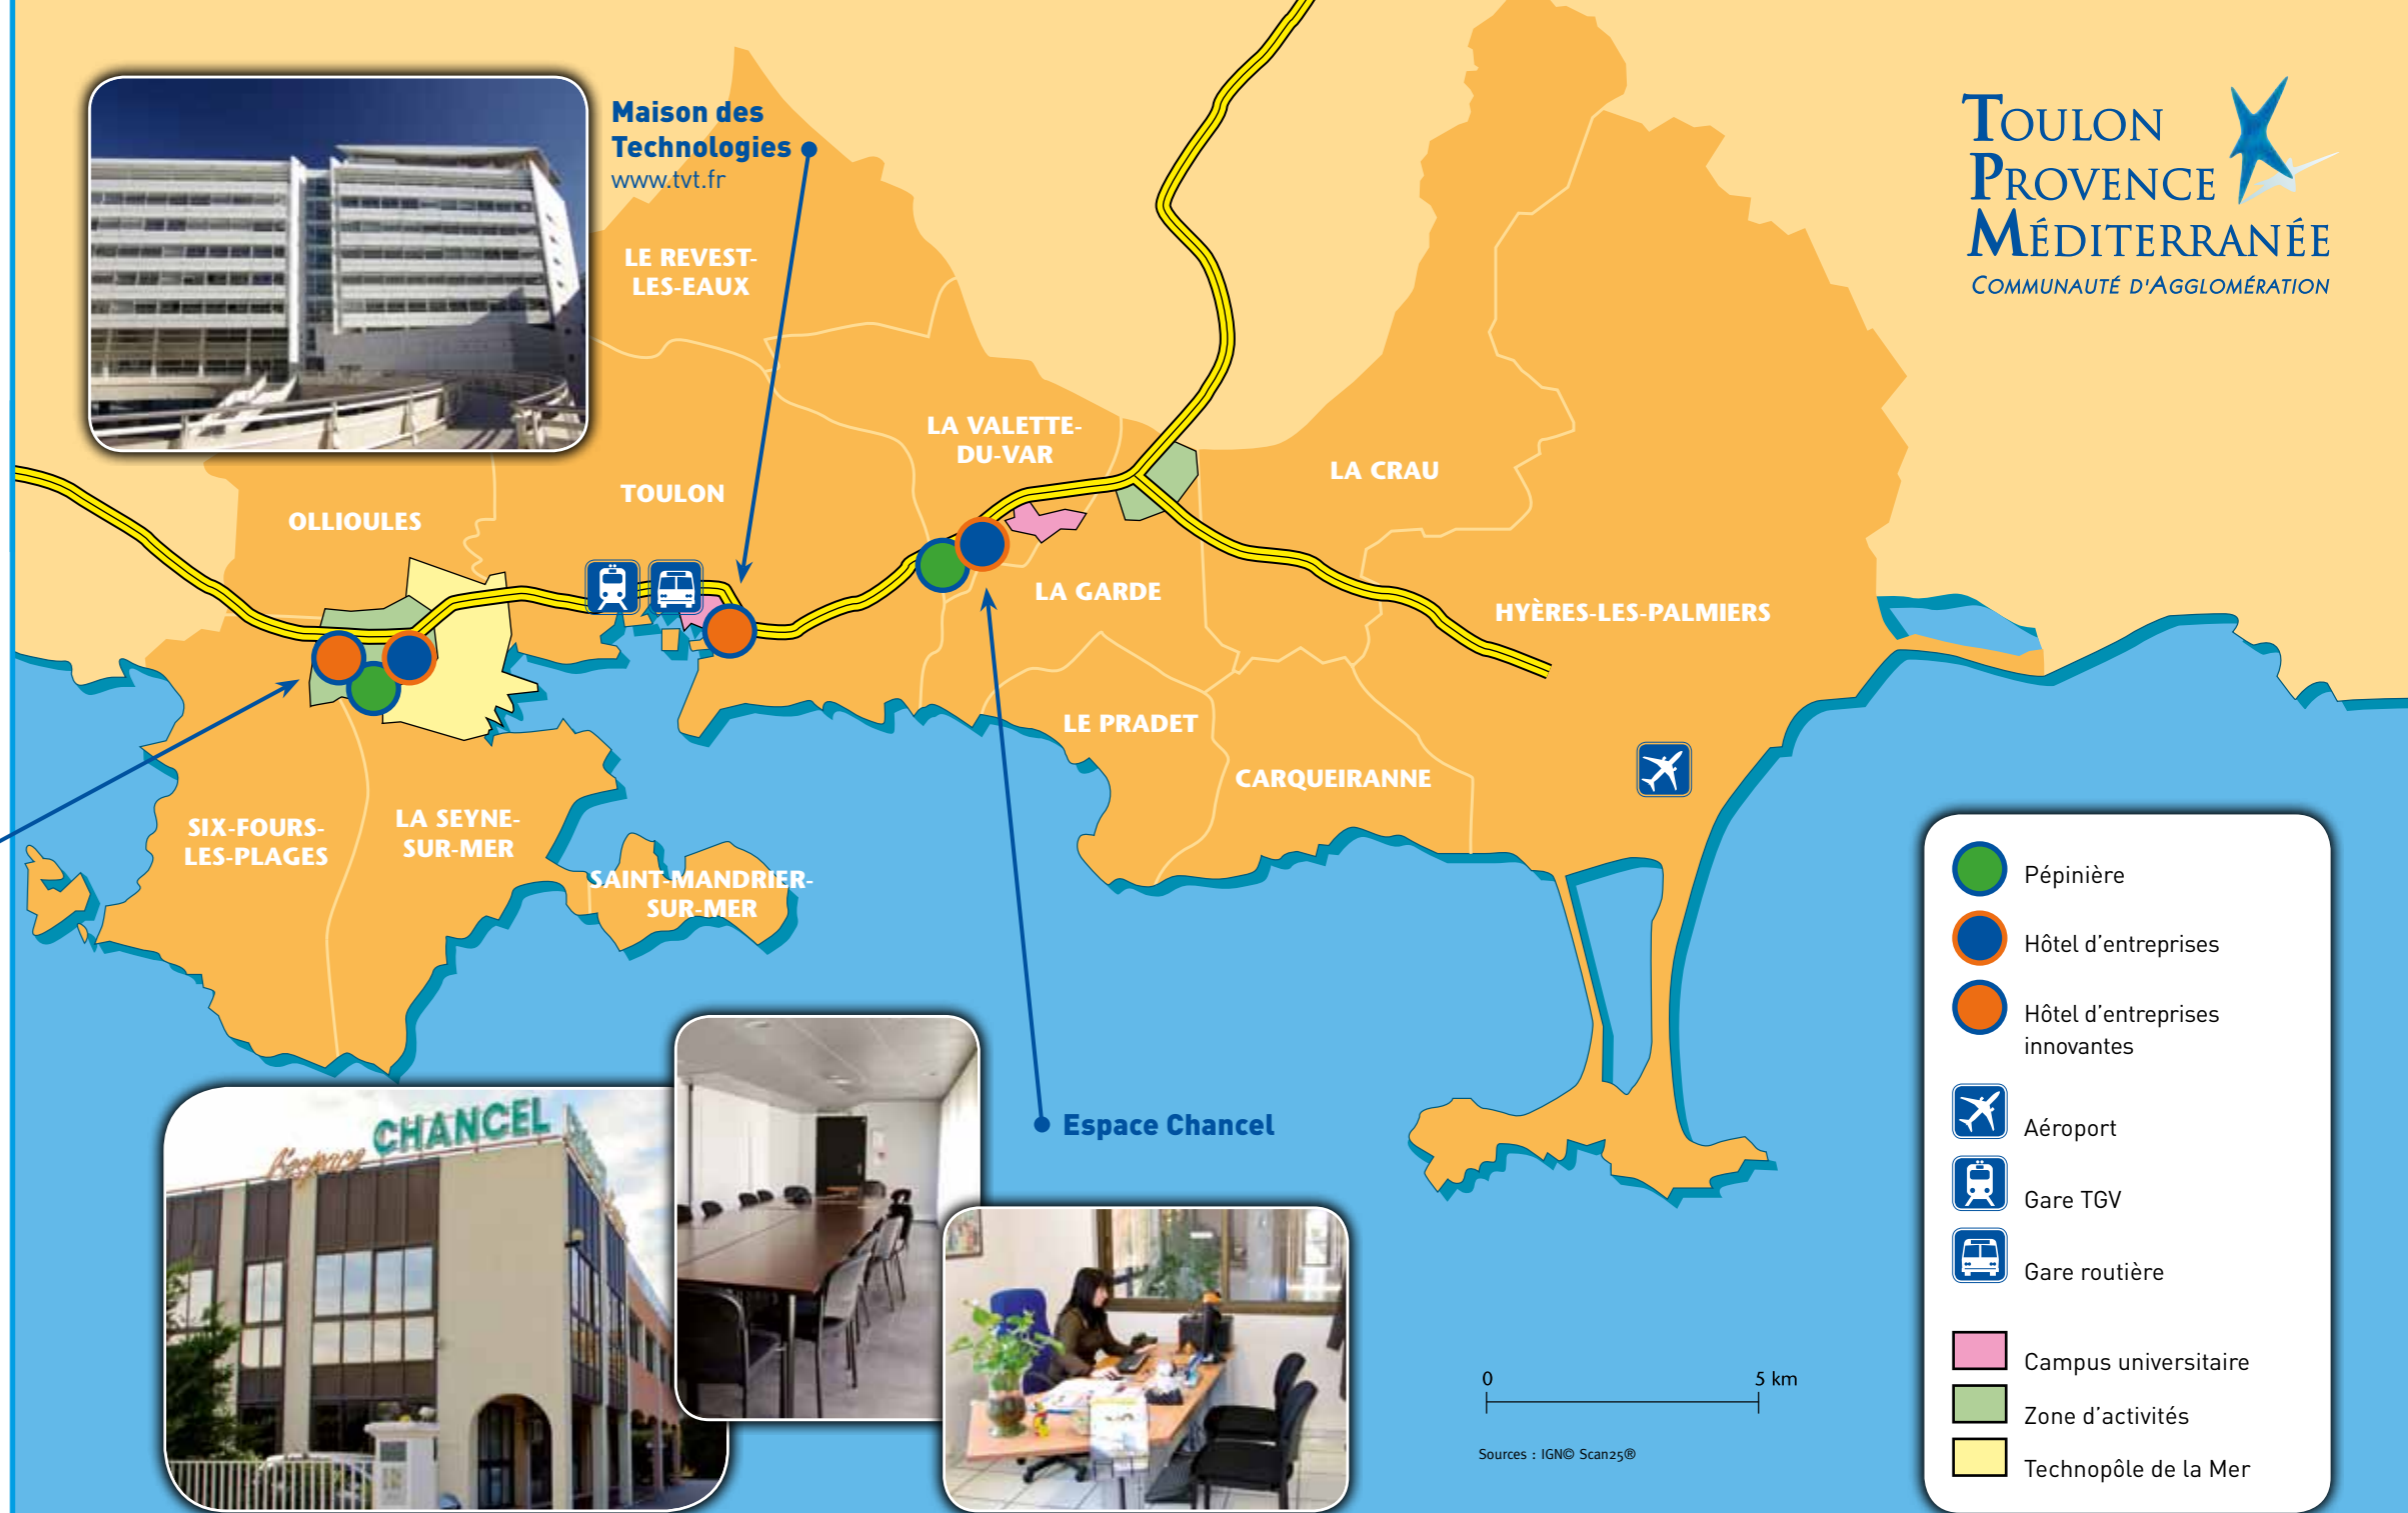 Maison des
Technologies
www.tvt.fr
TOULON
PROVENCE
MÉDITERRANÉE
COMMUNAUTÉ D'AGGLOMÉRATION
LE REVEST-
LES-EAUX
LA VALETTE-
DU-VAR
LA CRAU
TOULON
OLLIOULES
LA GARDE
HYÈRES-LES-PALMIERS
LE PRADET
CARQUEIRANNE
SIX-FOURS-
LES-PLAGES
LA SEYNE-
SUR-MER
SAINT-MANDRIER-
SUR-MER
Espace Chancel
l'espace CHANCEL
0 5 km
Sources : IGN© Scan25®
Pépinière
Hôtel d'entreprises
Hôtel d'entreprises
innovantes
Aéroport
Gare TGV
Gare routière
Campus universitaire
Zone d'activités
Technopôle de la Mer